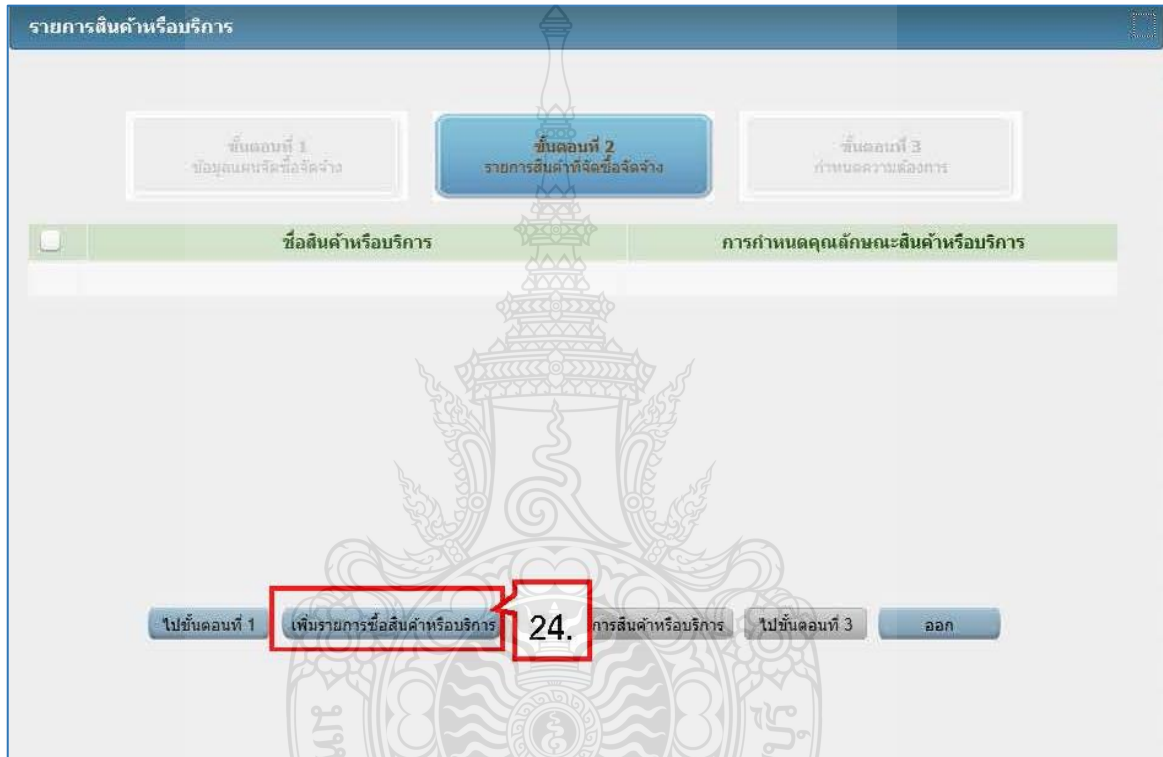 รายการสินค้าหรือบริการ
ขั้นตอนที่ 1
ข้อมูลแผนจัดซื้อจัดจ้าง
ขั้นตอนที่ 2
รายการสินค้าที่จัดซื้อจัดจ้าง
ขั้นตอนที่ 3
กำหนดความต้องการ
ชื่อสินค้าหรือบริการ
การกำหนดคุณลักษณะสินค้าหรือบริการ
ไปขั้นตอนที่ 1
เพิ่มรายการชื่อสินค้าหรือบริการ
24.
การสินค้าหรือบริการ
ไปขั้นตอนที่ 3
ออก